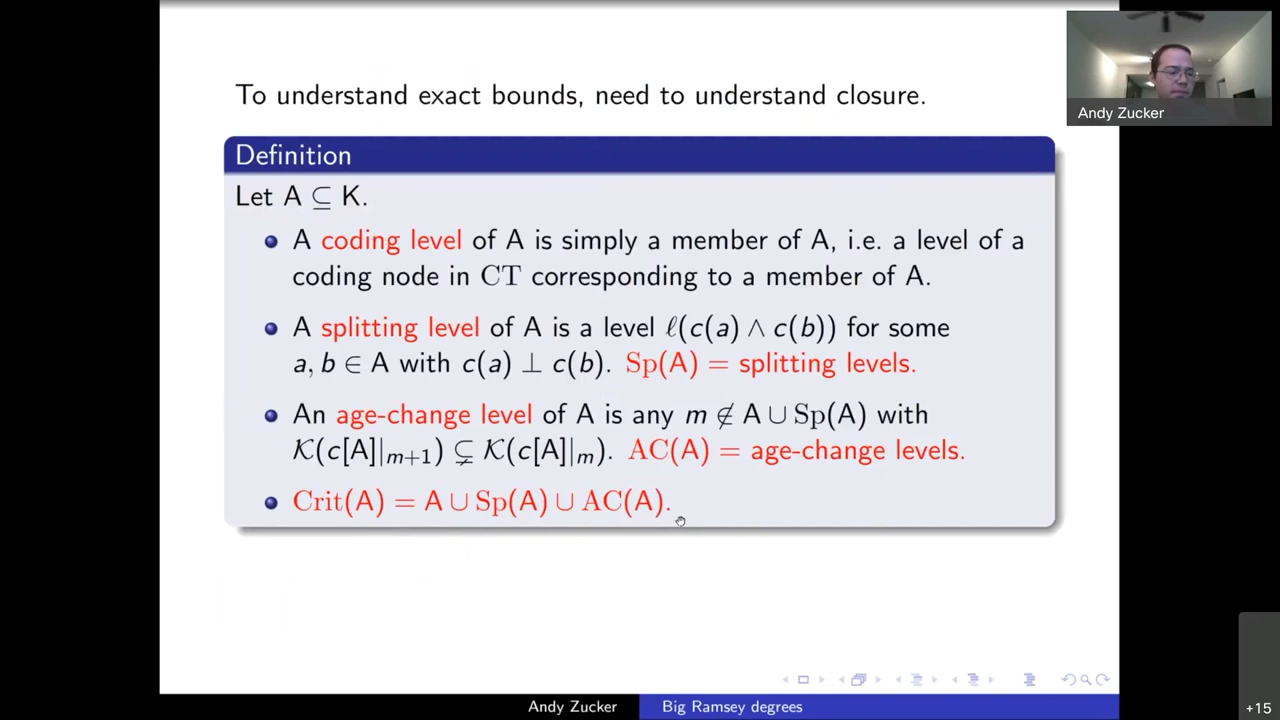 To understand exact bounds, need to understand closure.
Andy Zucker
Definition
Let A ⊆ K.
A coding level of A is simply a member of A, i.e. a level of a
coding node in CT corresponding to a member of A.
A splitting level of A is a level ℓ(c(a) ∧ c(b)) for some
a, b ∈ A with c(a) ⊥ c(b). Sp(A) = splitting levels.
An age-change level of A is any m ∉ A ∪ Sp(A) with
𝒦(c[A]|ₘ₊₁) ⊊ 𝒦(c[A]|ₘ). AC(A) = age-change levels.
Crit(A) = A ∪ Sp(A) ∪ AC(A).
Andy Zucker Big Ramsey degrees
+15